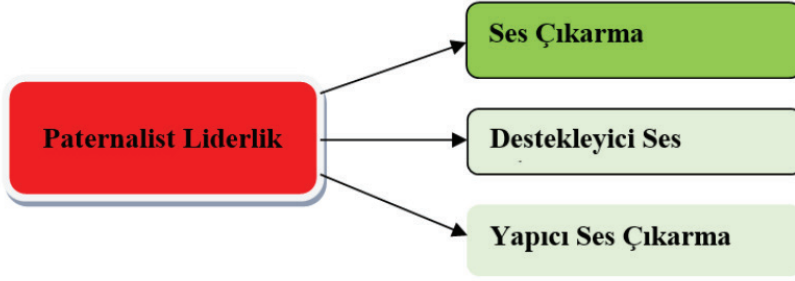 Ses Çıkarma
Paternalist Liderlik
Destekleyici Ses
Yapıcı Ses Çıkarma